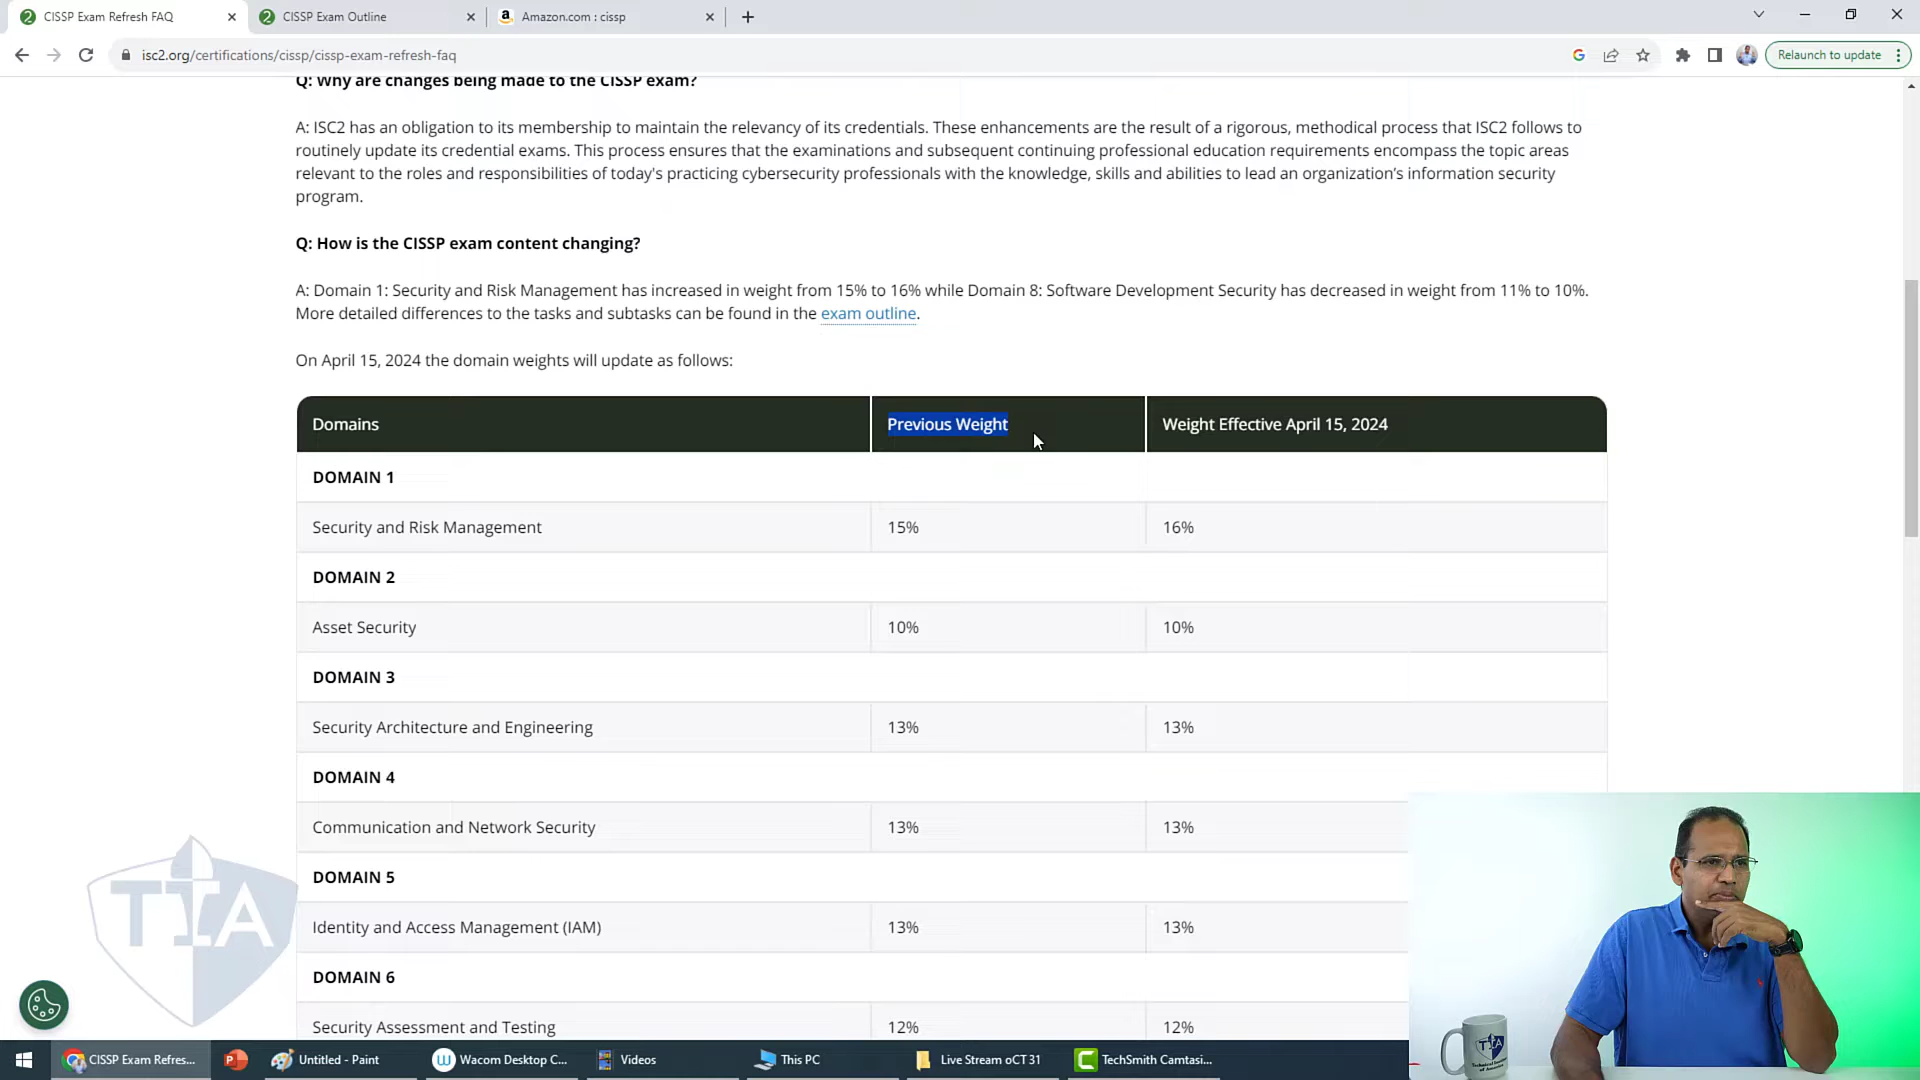 CISSP Exam Refresh FAQ
CISSP Exam Outline
Amazon.com : cissp
isc2.org/certifications/cissp/cissp-exam-refresh-faq
Relaunch to update
Q: Why are changes being made to the CISSP exam?
A: ISC2 has an obligation to its membership to maintain the relevancy of its credentials. These enhancements are the result of a rigorous, methodical process that ISC2 follows to
routinely update its credential exams. This process ensures that the examinations and subsequent continuing professional education requirements encompass the topic areas
relevant to the roles and responsibilities of today's practicing cybersecurity professionals with the knowledge, skills and abilities to lead an organization's information security
program.
Q: How is the CISSP exam content changing?
A: Domain 1: Security and Risk Management has increased in weight from 15% to 16% while Domain 8: Software Development Security has decreased in weight from 11% to 10%.
More detailed differences to the tasks and subtasks can be found in the exam outline.
On April 15, 2024 the domain weights will update as follows:
Domains Previous Weight Weight Effective April 15, 2024
DOMAIN 1
Security and Risk Management 15% 16%
DOMAIN 2
Asset Security 10% 10%
DOMAIN 3
Security Architecture and Engineering 13% 13%
DOMAIN 4
Communication and Network Security 13% 13%
DOMAIN 5
Identity and Access Management (IAM) 13% 13%
DOMAIN 6
Security Assessment and Testing 12% 12%
TIA
TIA
CISSP Exam Refres...
Untitled - Paint
Wacom Desktop C...
Videos
This PC
Live Stream oCT 31
TechSmith Camtasi...